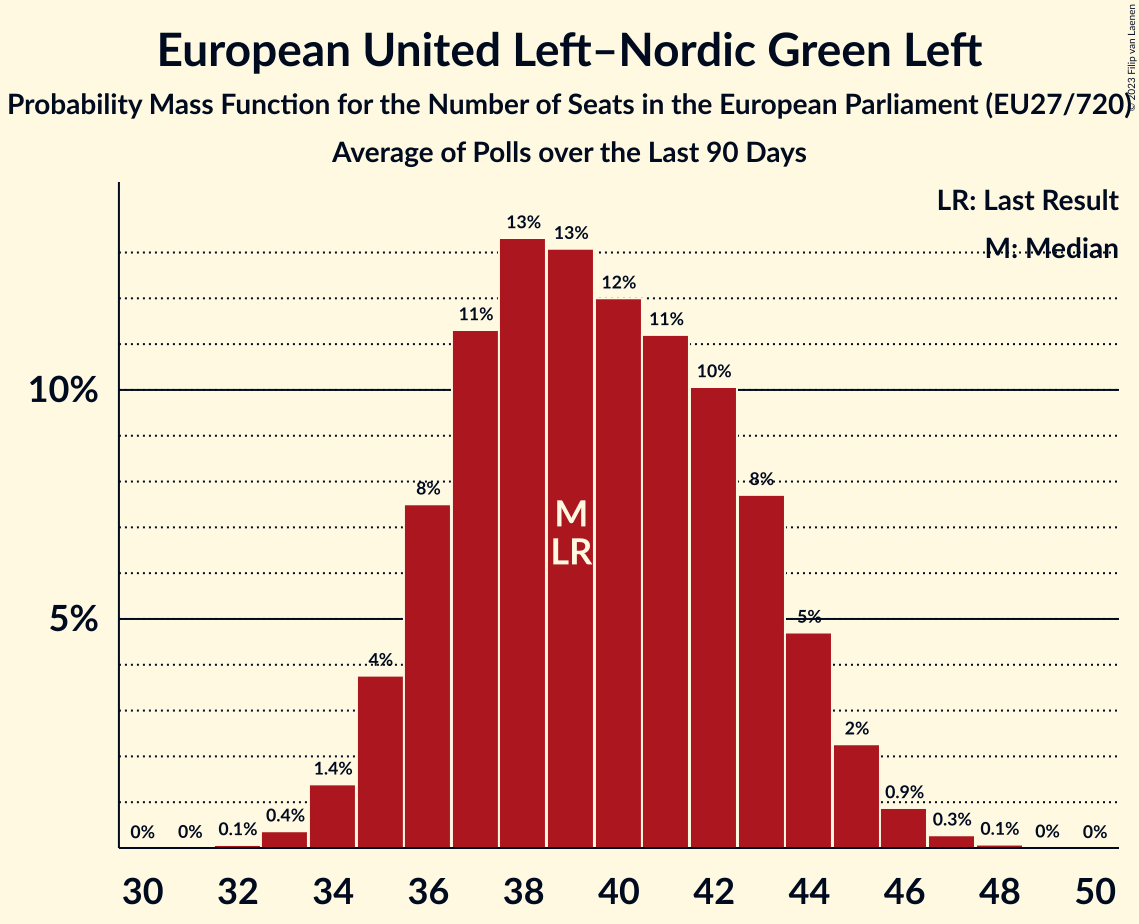 European United Left–Nordic Green Left
Probability Mass Function for the Number of Seats in the European Parliament (EU27/720)
Average of Polls over the Last 90 Days
© 2023 Filip van Laenen
LR: Last Result
M: Median
10%
5%
0%
0%
0.1%
0.4%
1.4%
4%
8%
11%
13%
13%
12%
11%
10%
8%
5%
2%
0.9%
0.3%
0.1%
0%
0%
M
LR
30 32 34 36 38 40 42 44 46 48 50